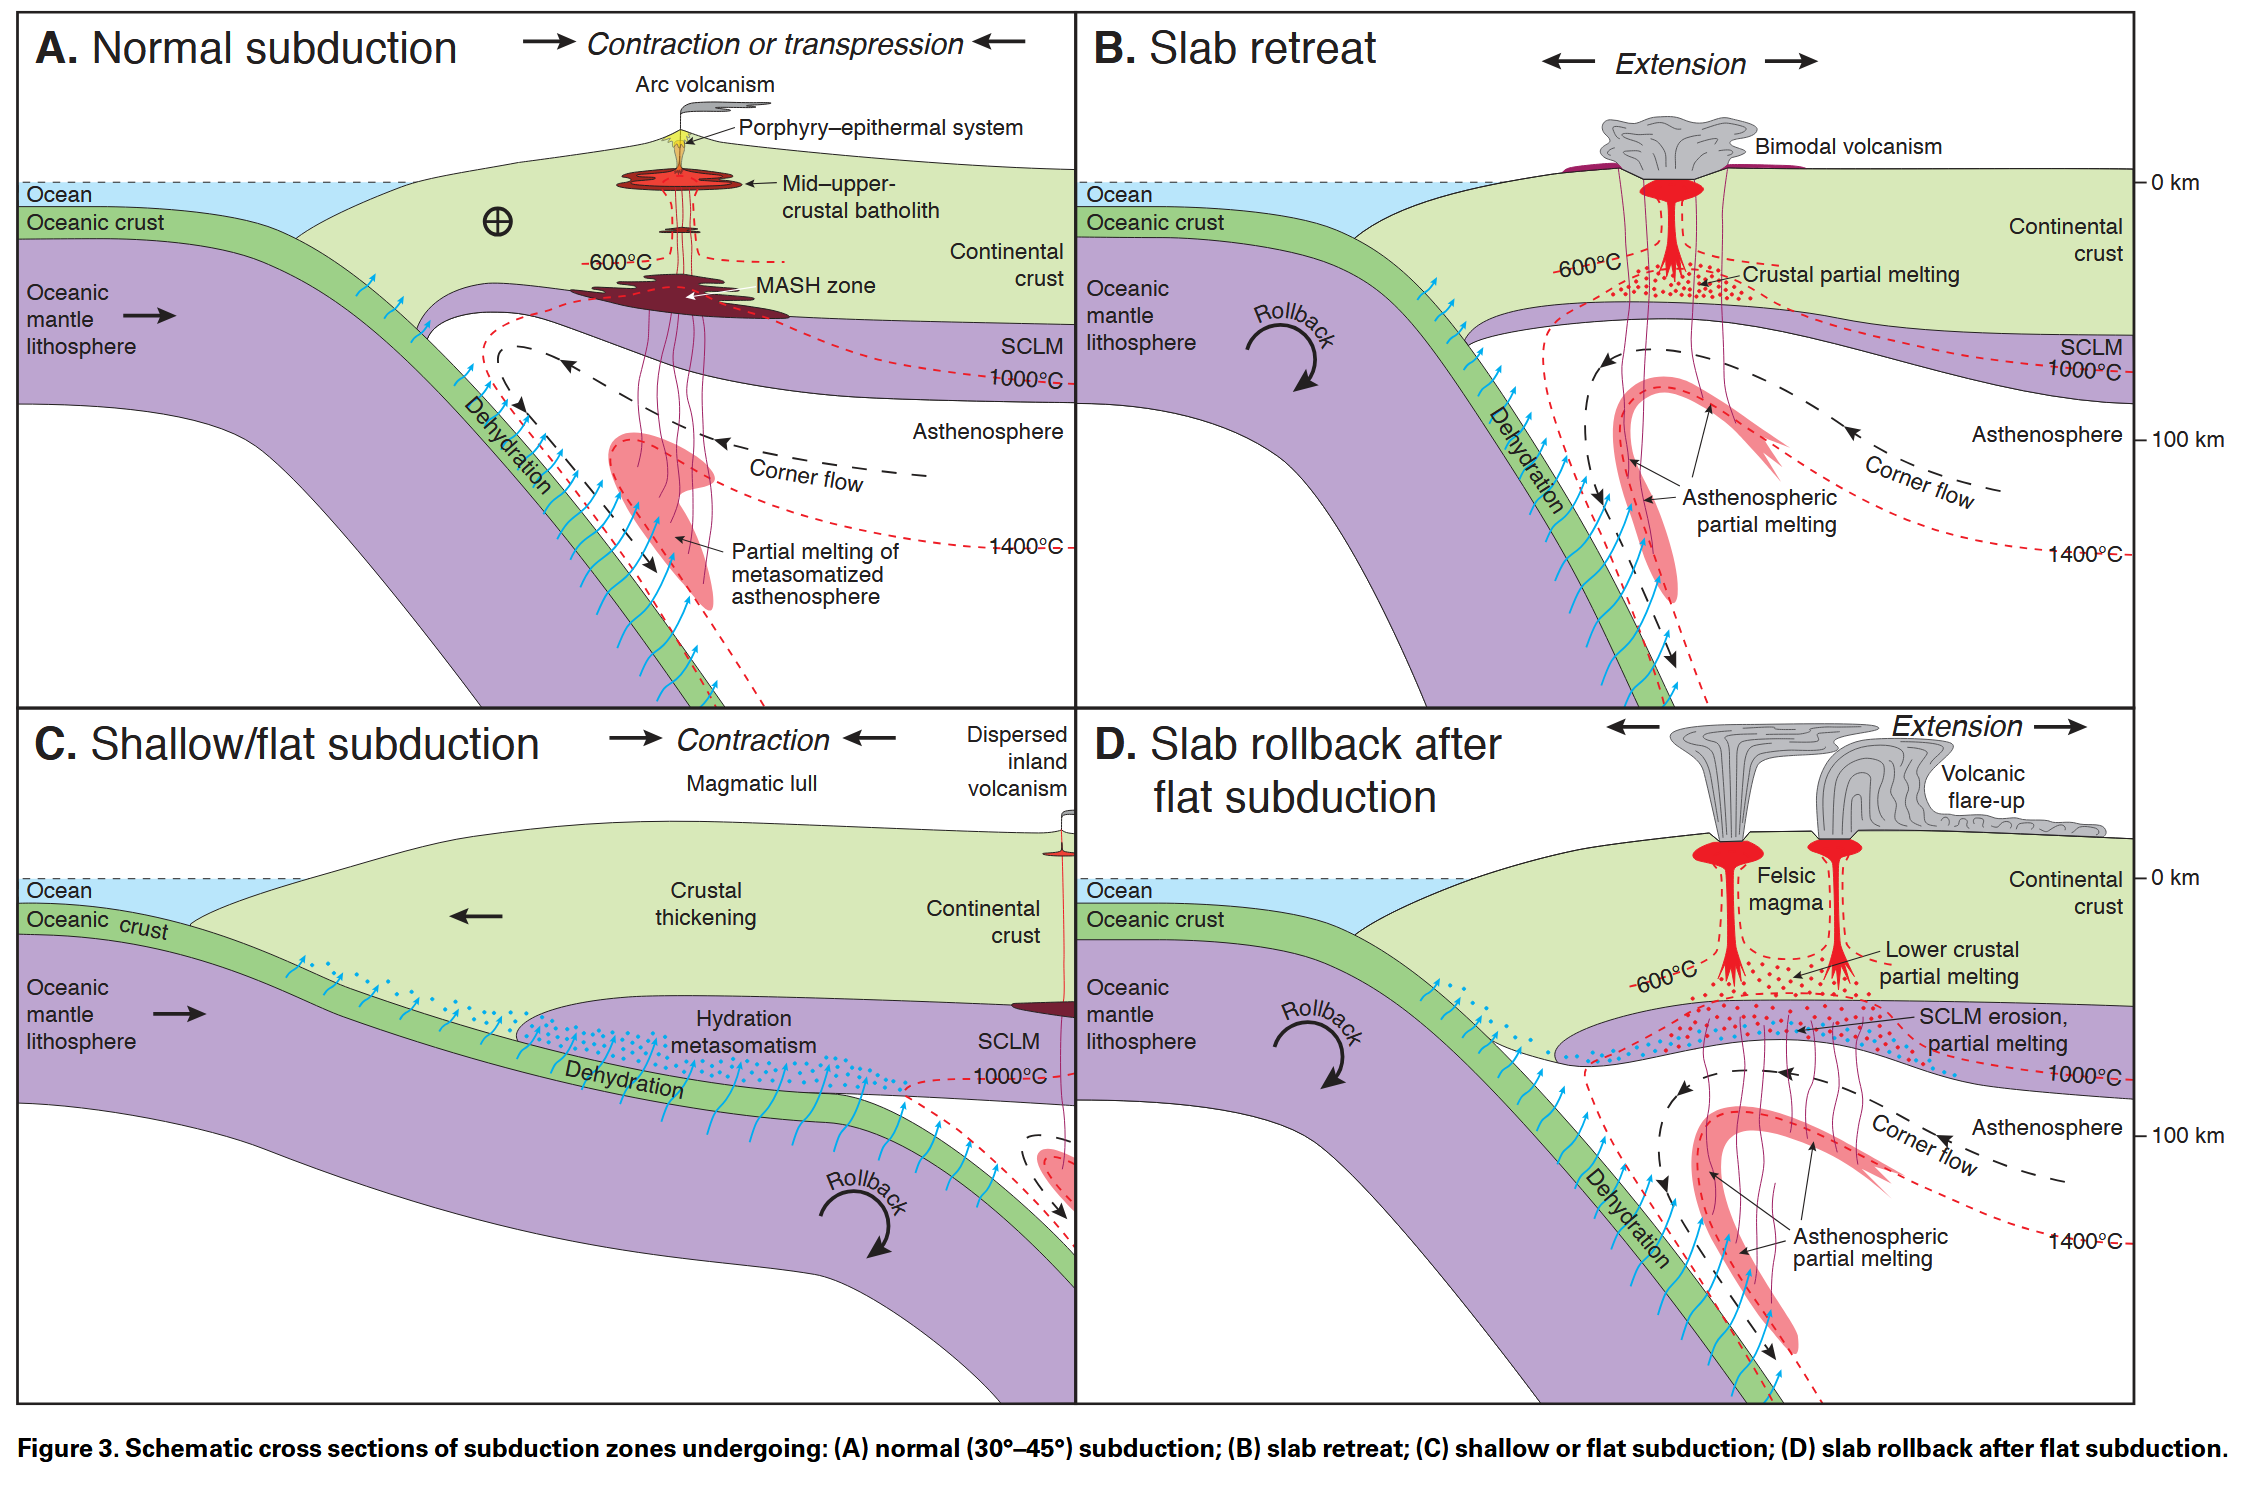 A. Normal subduction
Contraction or transpression
Arc volcanism
Porphyry–epithermal system
Mid–upper-
crustal batholith
Ocean
Oceanic crust
600°C
Continental
crust
MASH zone
Oceanic
mantle
lithosphere
SCLM
1000°C
Dehydration
Asthenosphere
Corner flow
1400°C
Partial melting of
metasomatized
asthenosphere
B. Slab retreat
Extension
Bimodal volcanism
0 km
Ocean
Oceanic crust
Continental
crust
600°C
Crustal partial melting
Oceanic
mantle
lithosphere
Rollback
SCLM
1000°C
Dehydration
Asthenosphere
100 km
Corner flow
Asthenospheric
partial melting
1400°C
C. Shallow/flat subduction
Contraction
Magmatic lull
Dispersed
inland
volcanism
Ocean
Oceanic crust
Crustal
thickening
Continental
crust
Oceanic
mantle
lithosphere
Hydration
metasomatism
SCLM
1000°C
Dehydration
Rollback
D. Slab rollback after
flat subduction
Extension
Volcanic
flare-up
0 km
Ocean
Oceanic crust
Felsic
magma
Continental
crust
Lower crustal
partial melting
600°C
Oceanic
mantle
lithosphere
Rollback
SCLM erosion,
partial melting
1000°C
Asthenosphere
100 km
Corner flow
Dehydration
Asthenospheric
partial melting
1400°C
Figure 3. Schematic cross sections of subduction zones undergoing: (A) normal (30°–45°) subduction; (B) slab retreat; (C) shallow or flat subduction; (D) slab rollback after flat subduction.